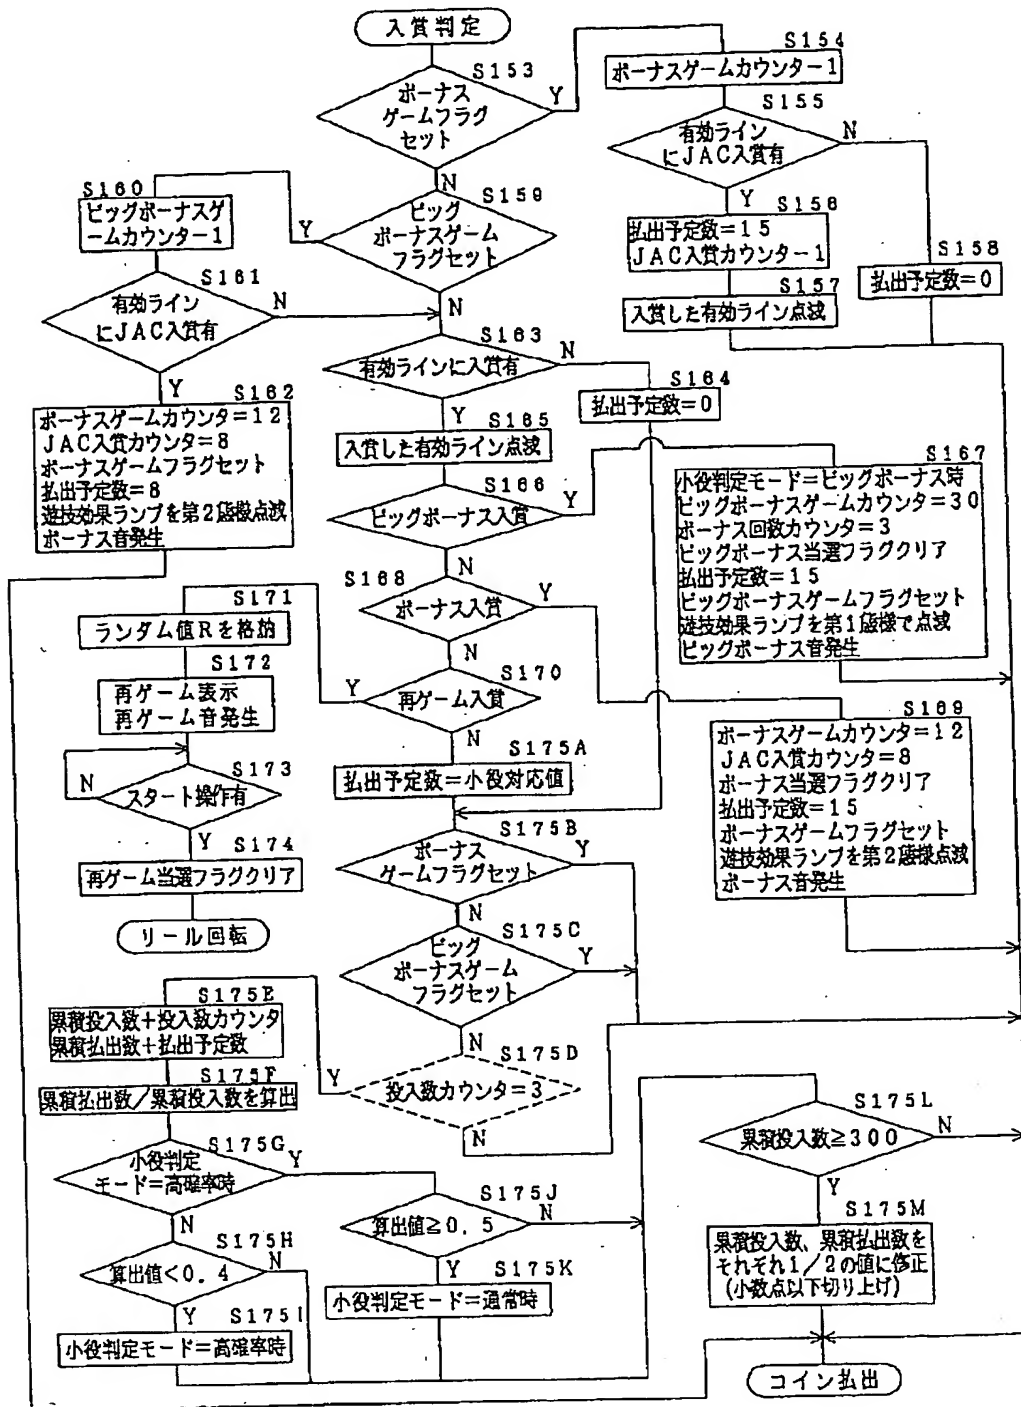 入賞判定
S153
ボーナス
ゲームフラグ
セット
Y
N
S154
ボーナスゲームカウンター1
S155
有効ライン
にJAC入賞有
N
Y
S156
払出予定数=15
JAC入賞カウンター1
S157
入賞した有効ライン点滅
S158
払出予定数=0
S159
ビッグ
ボーナスゲーム
フラグセット
Y
N
S160
ビッグボーナスゲ
ームカウンター1
S161
有効ライン
にJAC入賞有
N
Y
S162
ボーナスゲームカウンタ=12
JAC入賞カウンタ=8
ボーナスゲームフラグセット
払出予定数=8
遊技効果ランプを第2態様点滅
ボーナス音発生
S163
有効ラインに入賞有
N
Y
S164
払出予定数=0
S165
入賞した有効ライン点滅
S166
ビッグボーナス入賞
Y
N
S167
小役判定モード=ビッグボーナス時
ビッグボーナスゲームカウンタ=30
ボーナス回数カウンタ=3
ビッグボーナス当選フラグクリア
払出予定数=15
ビッグボーナスゲームフラグセット
遊技効果ランプを第1態様で点滅
ビッグボーナス音発生
S168
ボーナス入賞
Y
N
S169
ボーナスゲームカウンタ=12
JAC入賞カウンタ=8
ボーナス当選フラグクリア
払出予定数=15
ボーナスゲームフラグセット
遊技効果ランプを第2態様点滅
ボーナス音発生
S170
再ゲーム入賞
Y
N
S171
ランダム値Rを格納
S172
再ゲーム表示
再ゲーム音発生
S173
スタート操作有
N
Y
S174
再ゲーム当選フラグクリア
リール回転
S175A
払出予定数=小役対応値
S175B
ボーナス
ゲームフラグセット
Y
N
S175C
ビッグ
ボーナスゲーム
フラグセット
Y
N
S175D
投入数カウンタ=3
Y
N
S175E
累積投入数+投入数カウンタ
累積払出数+払出予定数
S175F
累積払出数/累積投入数を算出
S175G
小役判定
モード=高確率時
Y
N
S175H
算出値<0.4
N
Y
S175I
小役判定モード=高確率時
S175J
算出値≧0.5
N
Y
S175K
小役判定モード=通常時
S175L
累積投入数≧300
N
Y
S175M
累積投入数、累積払出数を
それぞれ1/2の値に修正
(小数点以下切り上げ)
コイン払出